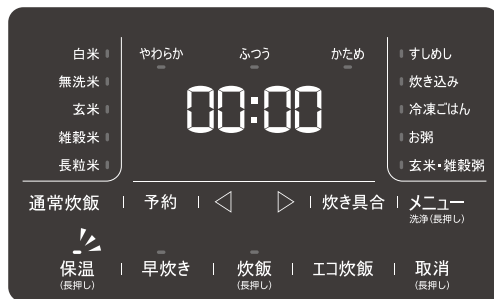 白米
無洗米
玄米
雑穀米
長粒米
やわらか ふつう かため
00:00
すしめし
炊き込み
冷凍ごはん
お粥
玄米・雑穀粥
通常炊飯 予約 炊き具合 メニュー
洗浄(長押し)
保温 早炊き 炊飯 エコ炊飯 取消
(長押し) (長押し) (長押し)